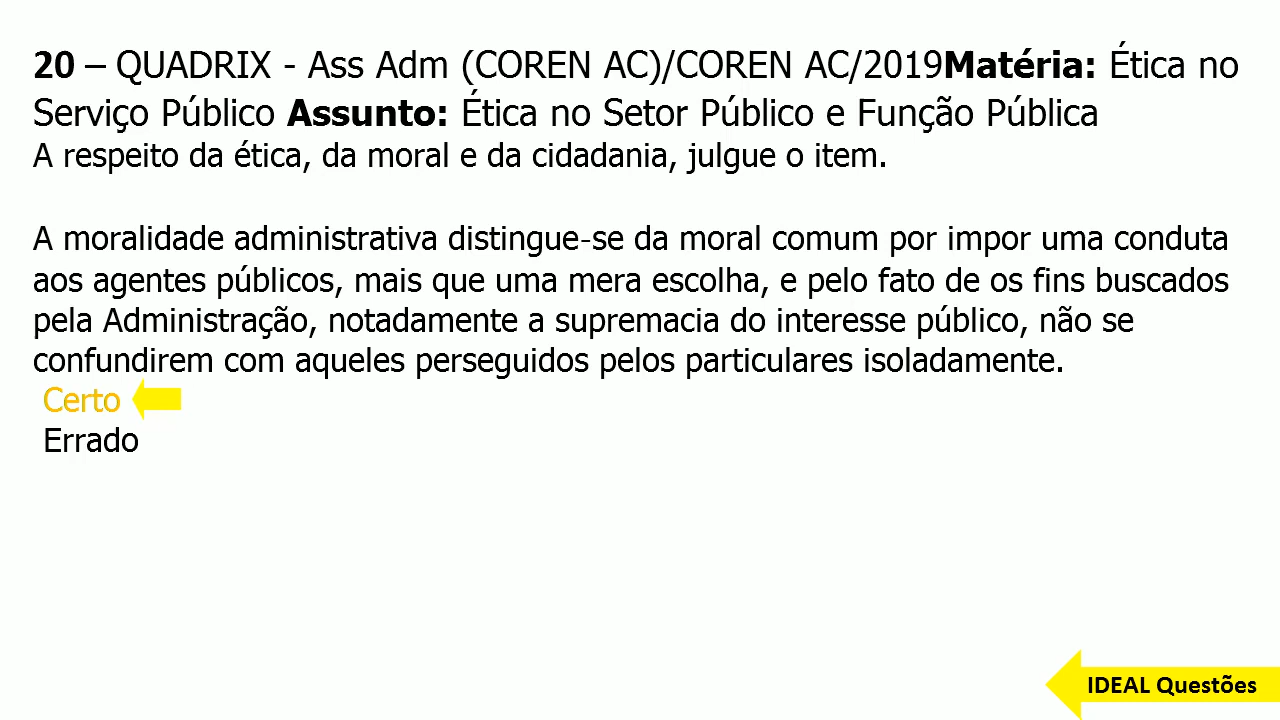 20 – QUADRIX - Ass Adm (COREN AC)/COREN AC/2019Matéria: Ética no
Serviço Público Assunto: Ética no Setor Público e Função Pública
A respeito da ética, da moral e da cidadania, julgue o item.
A moralidade administrativa distingue-se da moral comum por impor uma conduta
aos agentes públicos, mais que uma mera escolha, e pelo fato de os fins buscados
pela Administração, notadamente a supremacia do interesse público, não se
confundirem com aqueles perseguidos pelos particulares isoladamente.
Certo
Errado
IDEAL Questões